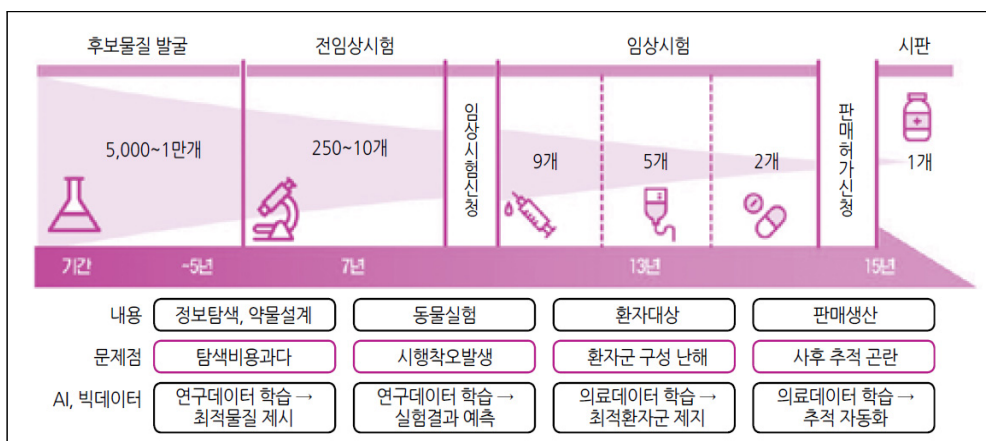 후보물질 발굴
전임상시험
임상시험
시판
5,000~1만개
250~10개
임상시험신청
9개
5개
2개
판매허가신청
1개
기간
~5년
7년
13년
15년
내용
정보탐색, 약물설계
동물실험
환자대상
판매생산
문제점
탐색비용과다
시행착오발생
환자군 구성 난해
사후 추적 곤란
AI, 빅데이터
연구데이터 학습 →
최적물질 제시
연구데이터 학습 →
실험결과 예측
의료데이터 학습 →
최적환자군 제지
의료데이터 학습 →
추적 자동화